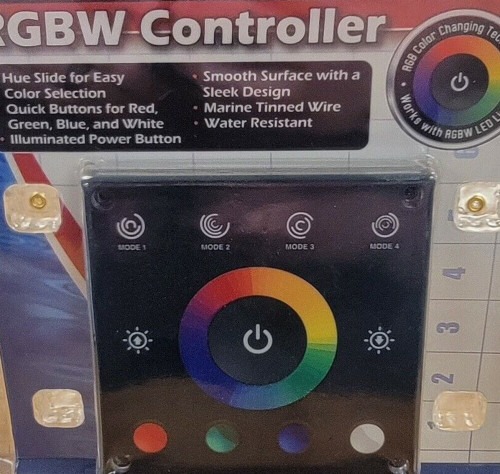 RGBW Controller
Hue Slide for Easy
Color Selection
Quick Buttons for Red,
Green, Blue, and White
• Illuminated Power Button
• Smooth Surface with a
Sleek Design
• Marine Tinned Wire
• Water Resistant
• RGB Color Changing
Works with RGBW LED
MODE 1
MODE 2
MODE 3
MODE 4
4
3
2